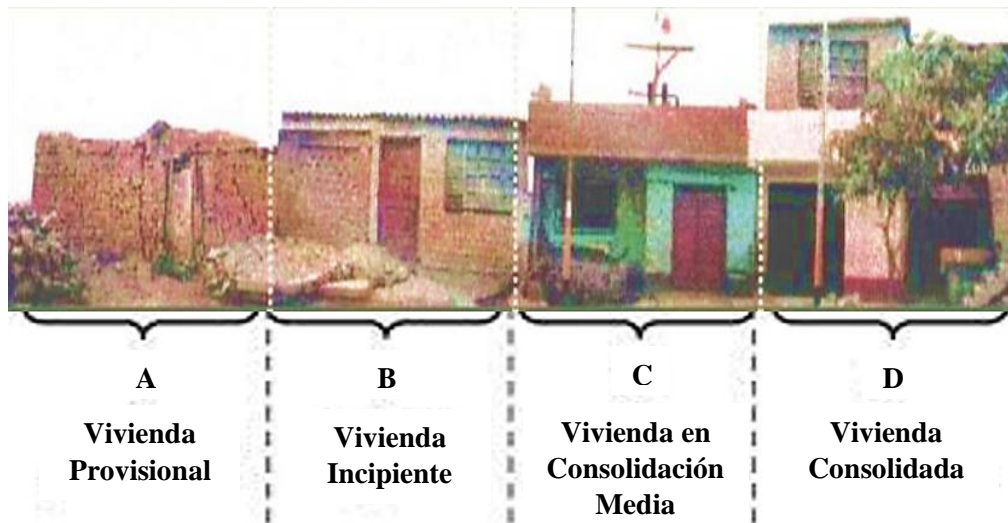 A
Vivienda
Provisional
B
Vivienda
Incipiente
C
Vivienda en
Consolidación
Media
D
Vivienda
Consolidada